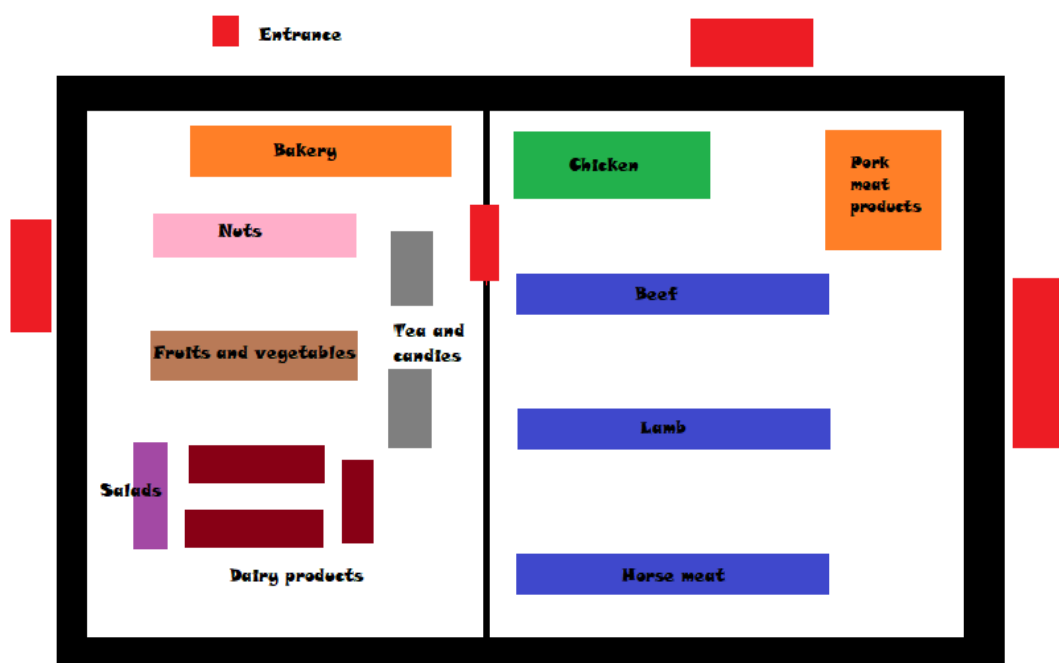 Entrance
Bakery
Chicken
Pork
meat
products
Nuts
Beef
Tea and
candies
Fruits and vegetables
Lamb
Salads
Dairy products
Horse meat